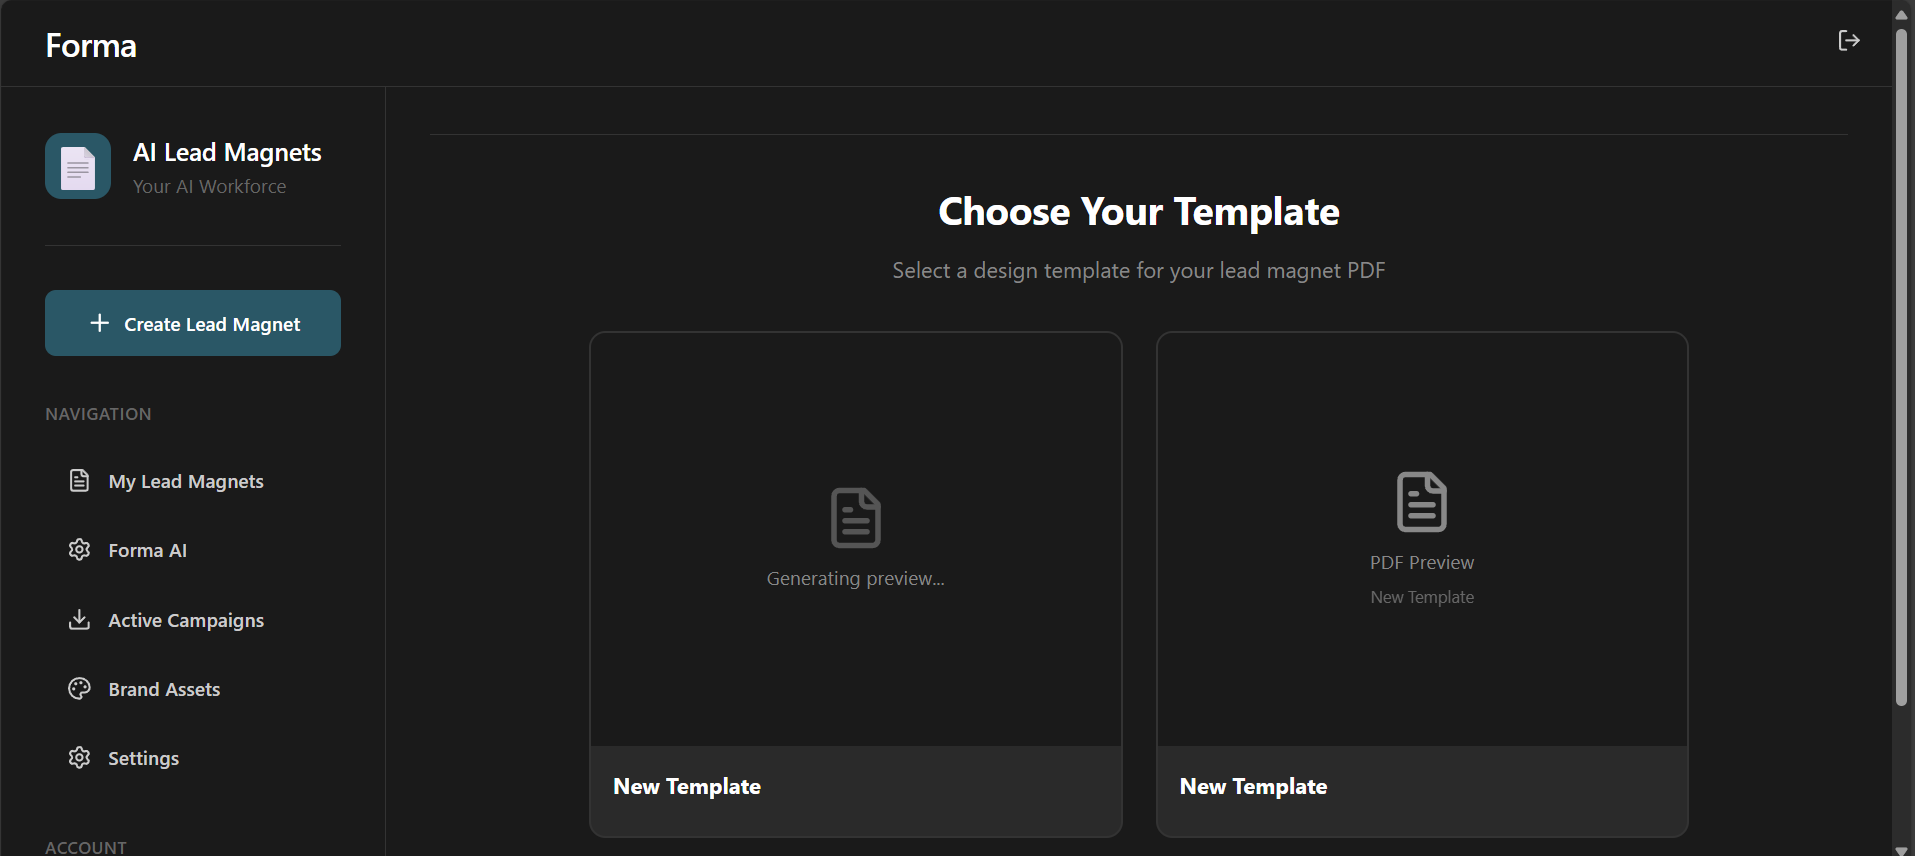 Forma
AI Lead Magnets
Your AI Workforce
Create Lead Magnet
NAVIGATION
My Lead Magnets
Forma AI
Active Campaigns
Brand Assets
Settings
ACCOUNT
Choose Your Template
Select a design template for your lead magnet PDF
Generating preview...
New Template
PDF Preview
New Template
New Template